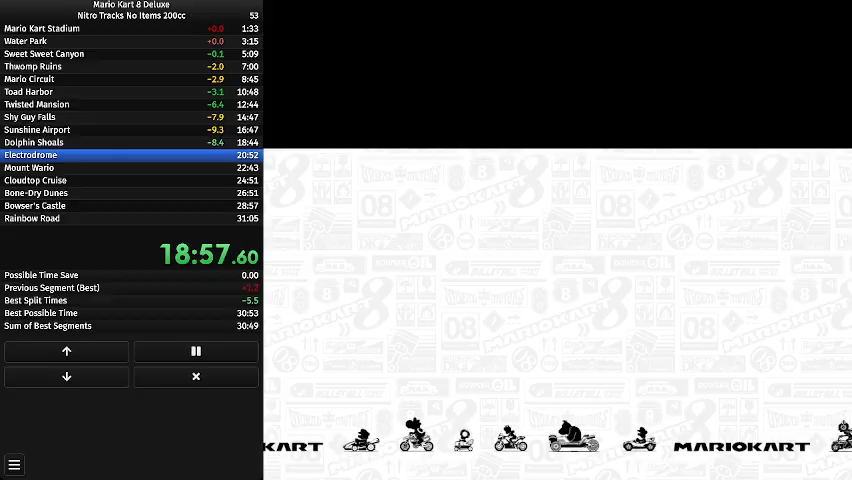 Mario Kart 8 Deluxe
Nitro Tracks No Items 200cc 53
Mario Kart Stadium +0.0 1:33
Water Park +0.0 3:15
Sweet Sweet Canyon −0.1 5:09
Thwomp Ruins −2.0 7:00
Mario Circuit −2.9 8:45
Toad Harbor −3.1 10:48
Twisted Mansion −6.4 12:44
Shy Guy Falls −7.9 14:47
Sunshine Airport −9.3 16:47
Dolphin Shoals −8.4 18:44
Electrodrome 20:52
Mount Wario 22:43
Cloudtop Cruise 24:51
Bone-Dry Dunes 26:51
Bowser's Castle 28:57
Rainbow Road 31:05
18:57.60
Possible Time Save 0.00
Previous Segment (Best) +1.2
Best Split Times −5.5
Best Possible Time 30:53
Sum of Best Segments 30:49
KART MARIOKART